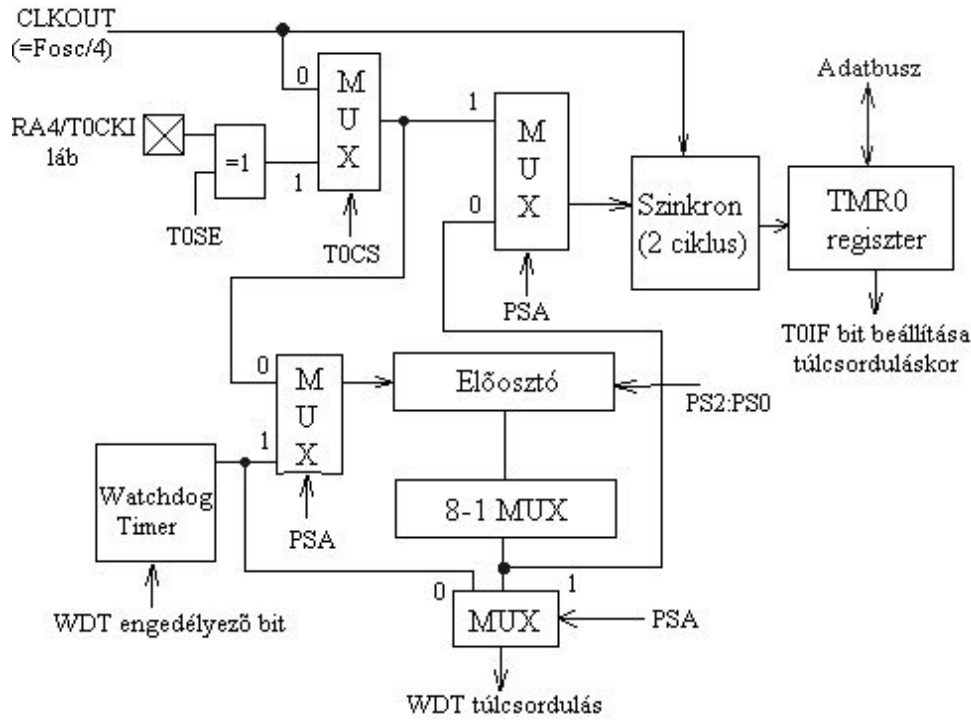 CLKOUT
(=Fosc/4)
0
M
U
X
1
M
U
X
Adatbusz
RA4/T0CKI
láb
=1
1
0
Szinkron
(2 ciklus)
TMR0
regiszter
T0SE
T0CS
PSA
T0IF bit beállítása
túlcsorduláskor
0
M
U
X
Előosztó
PS2:PS0
1
Watchdog
Timer
PSA
8-1 MUX
0
1
MUX
PSA
WDT engedélyező bit
WDT túlcsordulás